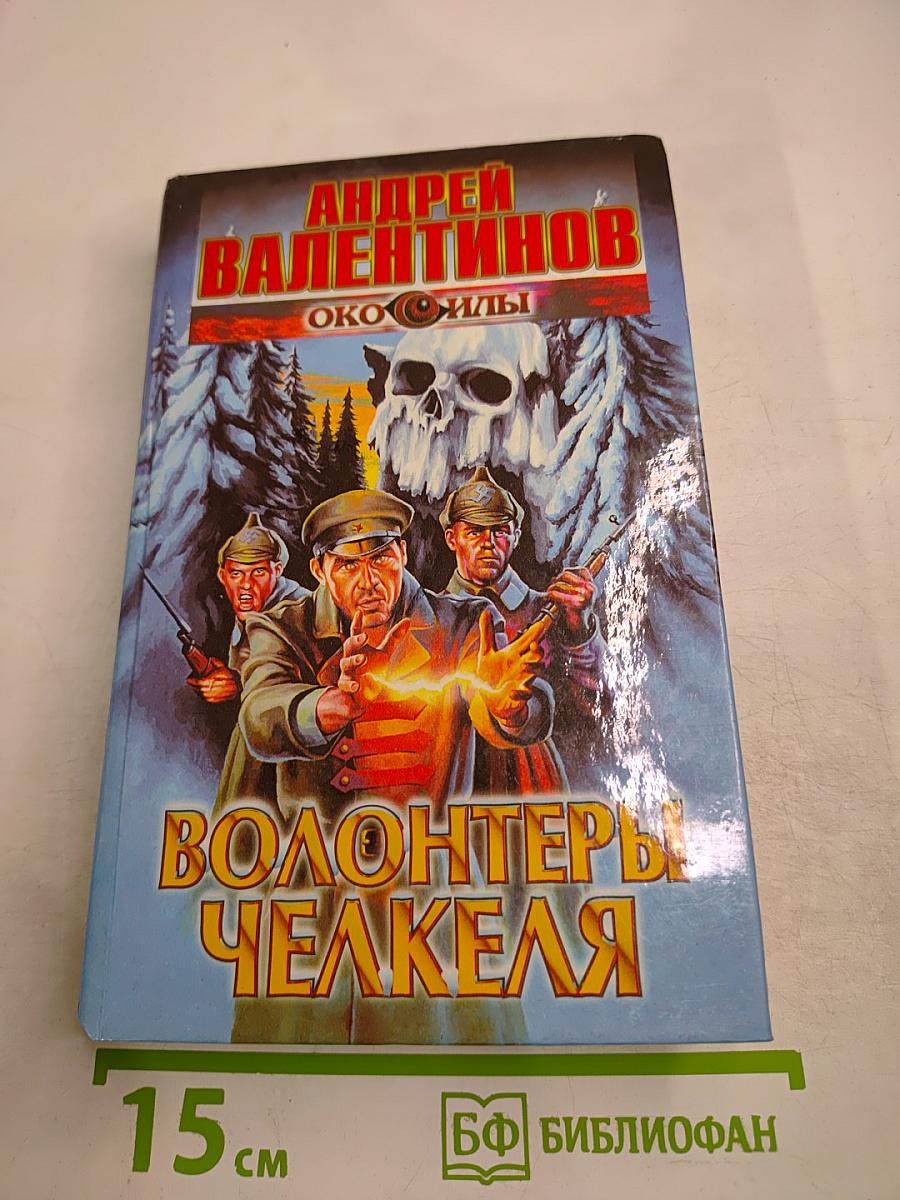 АНДРЕЙ
ВАЛЕНТИНОВ
ОКО СИЛЫ
ВОЛОНТЕРЫ
ЧЕЛКЕЛЯ
15 см
БФ БИБЛИОФАН